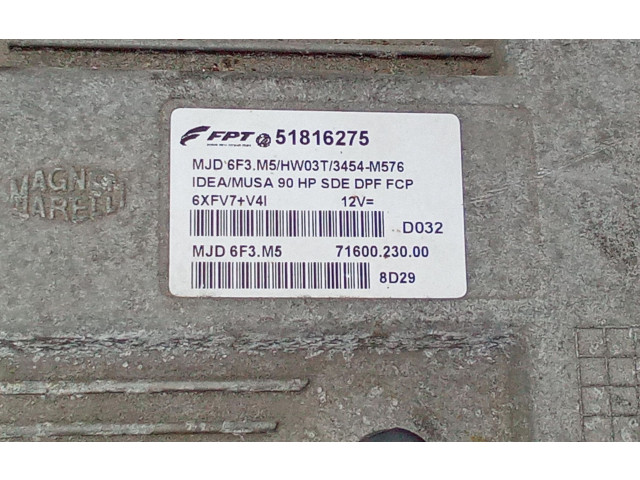 FPT 51816275
MJD 6F3.M5/HW03T/3454-M576
IDEA/MUSA 90 HP SDE DPF FCP
6XFV7+V4I 12V=
D032
MJD 6F3.M5 71600.230.00
8D29
MAGNETI
MARELLI